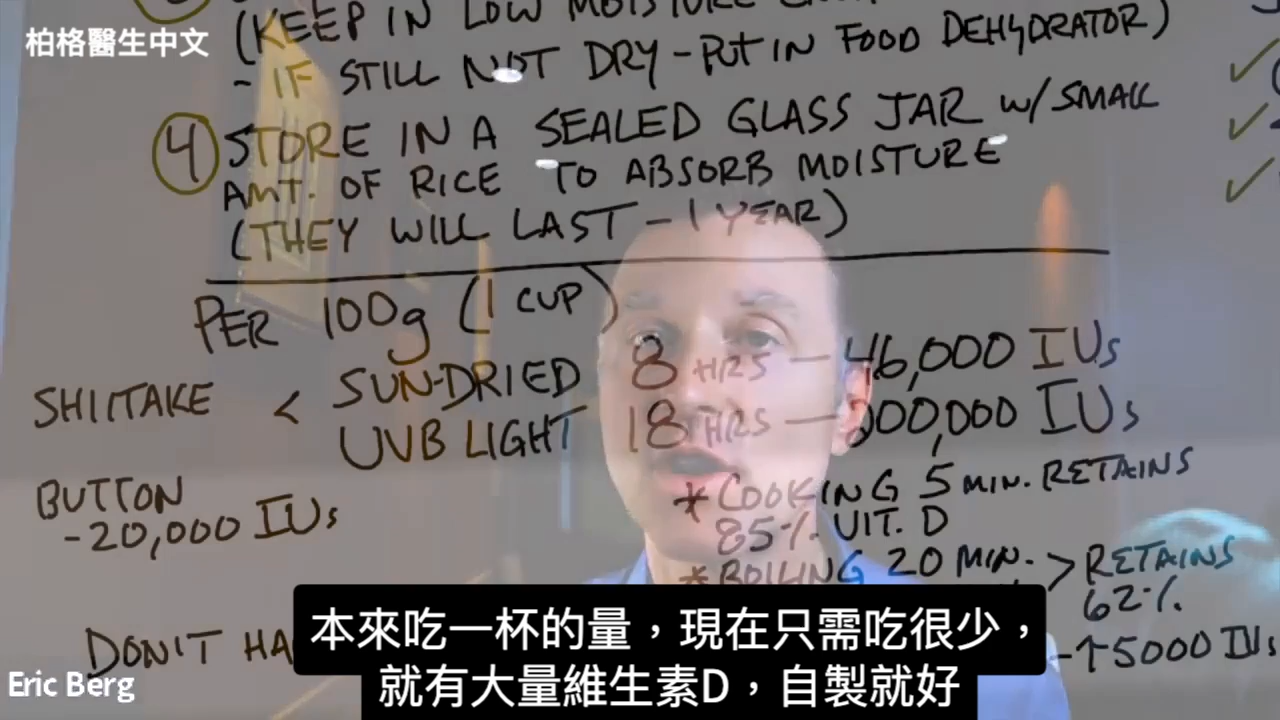 柏格醫生中文
(KEEP IN LOW MOISTURE
- IF STILL NOT DRY - PUT IN FOOD DEHYDRATOR)
4 STORE IN A SEALED GLASS JAR W/ SMALL
AMT. OF RICE TO ABSORB MOISTURE
(THEY WILL LAST - 1 YEAR)
PER 100g (1 CUP)
SHIITAKE < SUN-DRIED 8 HRS — 46,000 IUs
UVB LIGHT 18 HRS — 200,000 IUs
BUTTON
-20,000 IUs
* COOKING 5 MIN. RETAINS
85% VIT. D
* BOILING 20 MIN. > RETAINS
62%
DON'T HA
-↑5000 IUs
Eric Berg
本來吃一杯的量，現在只需吃很少，
就有大量維生素D，自製就好